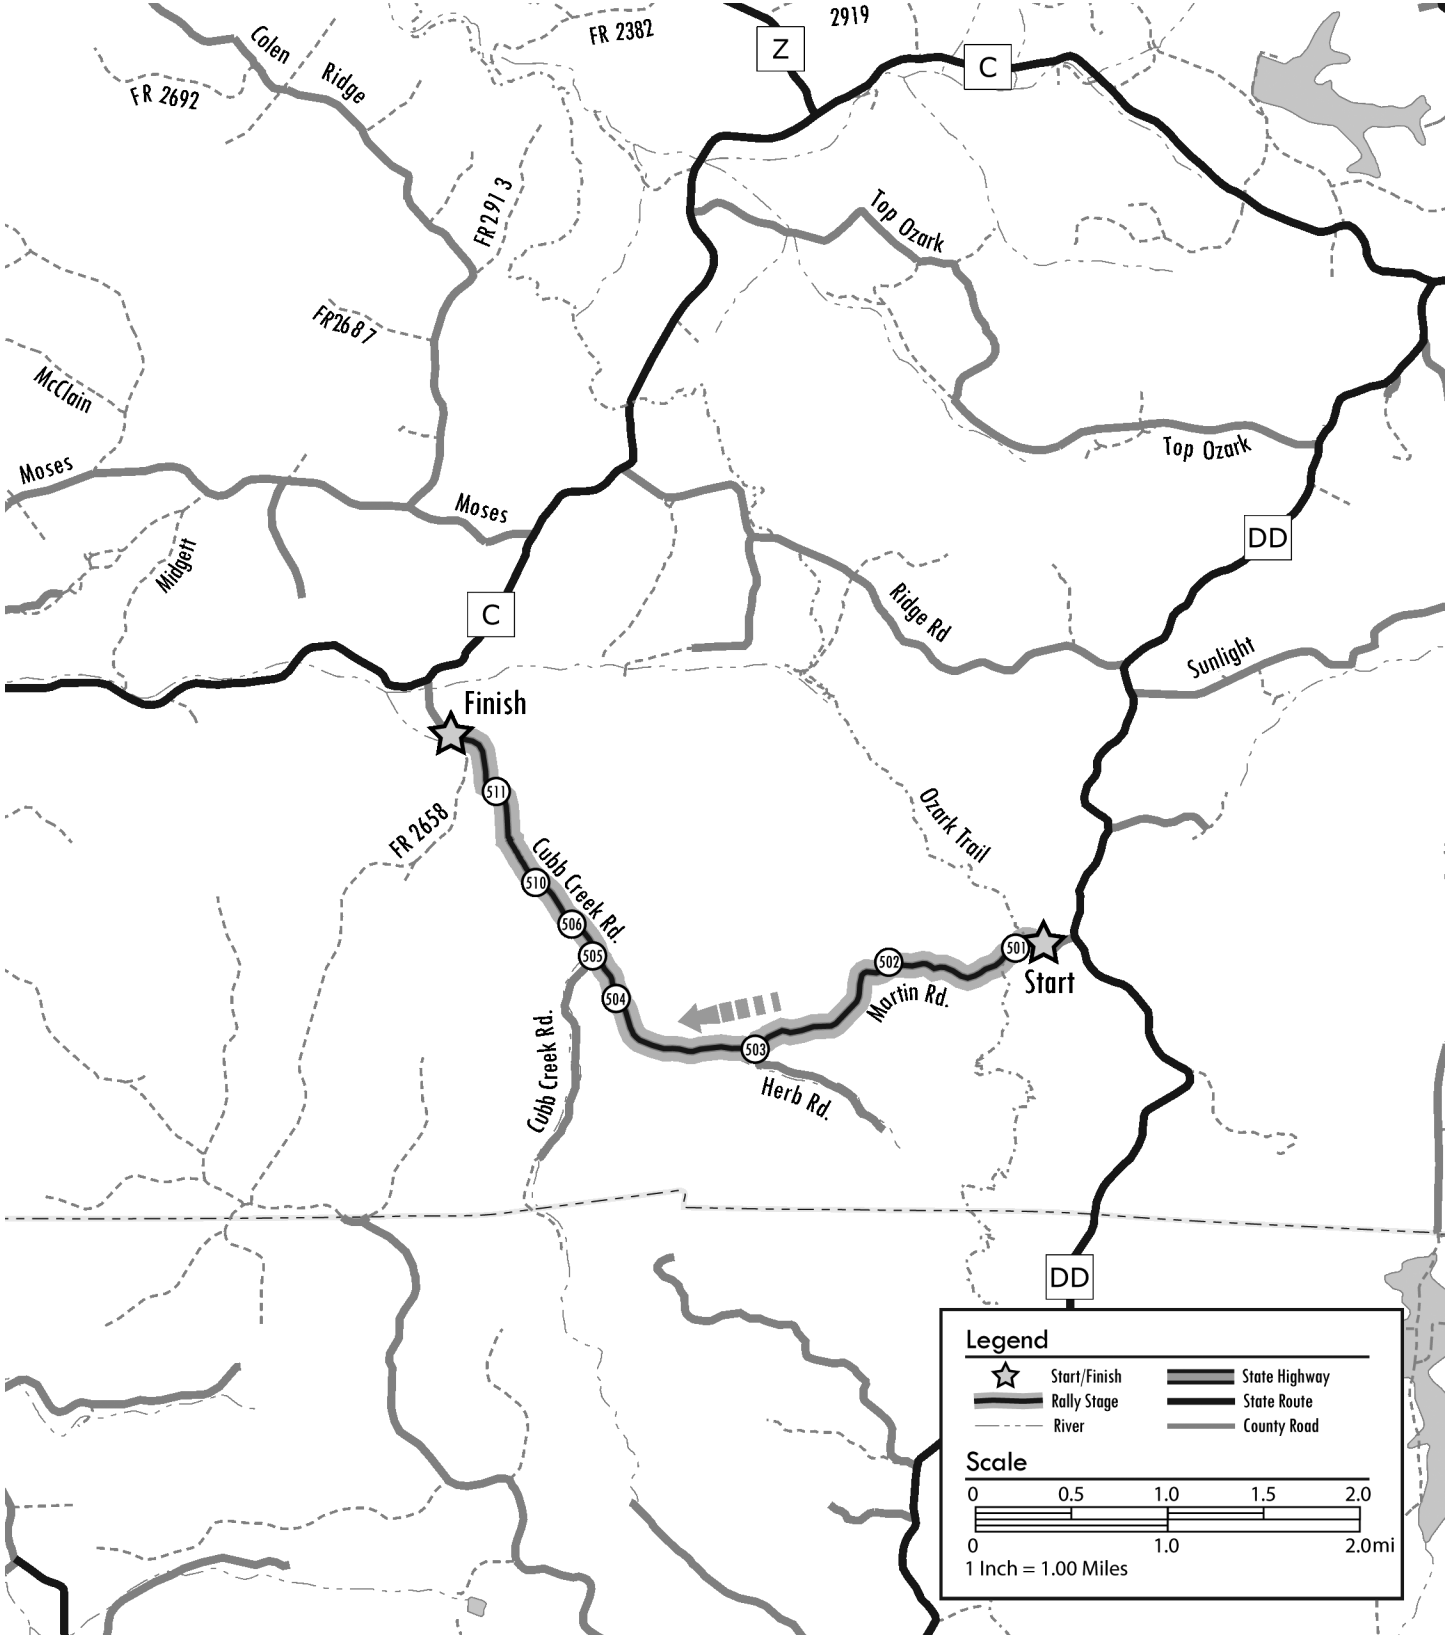 2919
FR 2382
Z
C
Colen
Ridge
FR 2692
FR 2913
Top Ozark
FR2687
McClain
Moses
Moses
Top Ozark
DD
Midgett
C
Ridge Rd
Sunlight
Finish
511
FR 2658
Cubb Creek Rd.
Ozark Trail
510
506
505
504
502
501
Start
Martin Rd.
503
Cubb Creek Rd.
Herb Rd.
DD
Legend
Start/Finish
State Highway
Rally Stage
State Route
River
County Road
Scale
0 0.5 1.0 1.5 2.0
0 1.0 2.0mi
1 Inch = 1.00 Miles